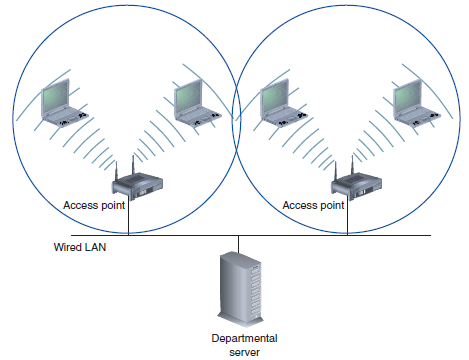 Access point
Access point
Wired LAN
Departmental
server